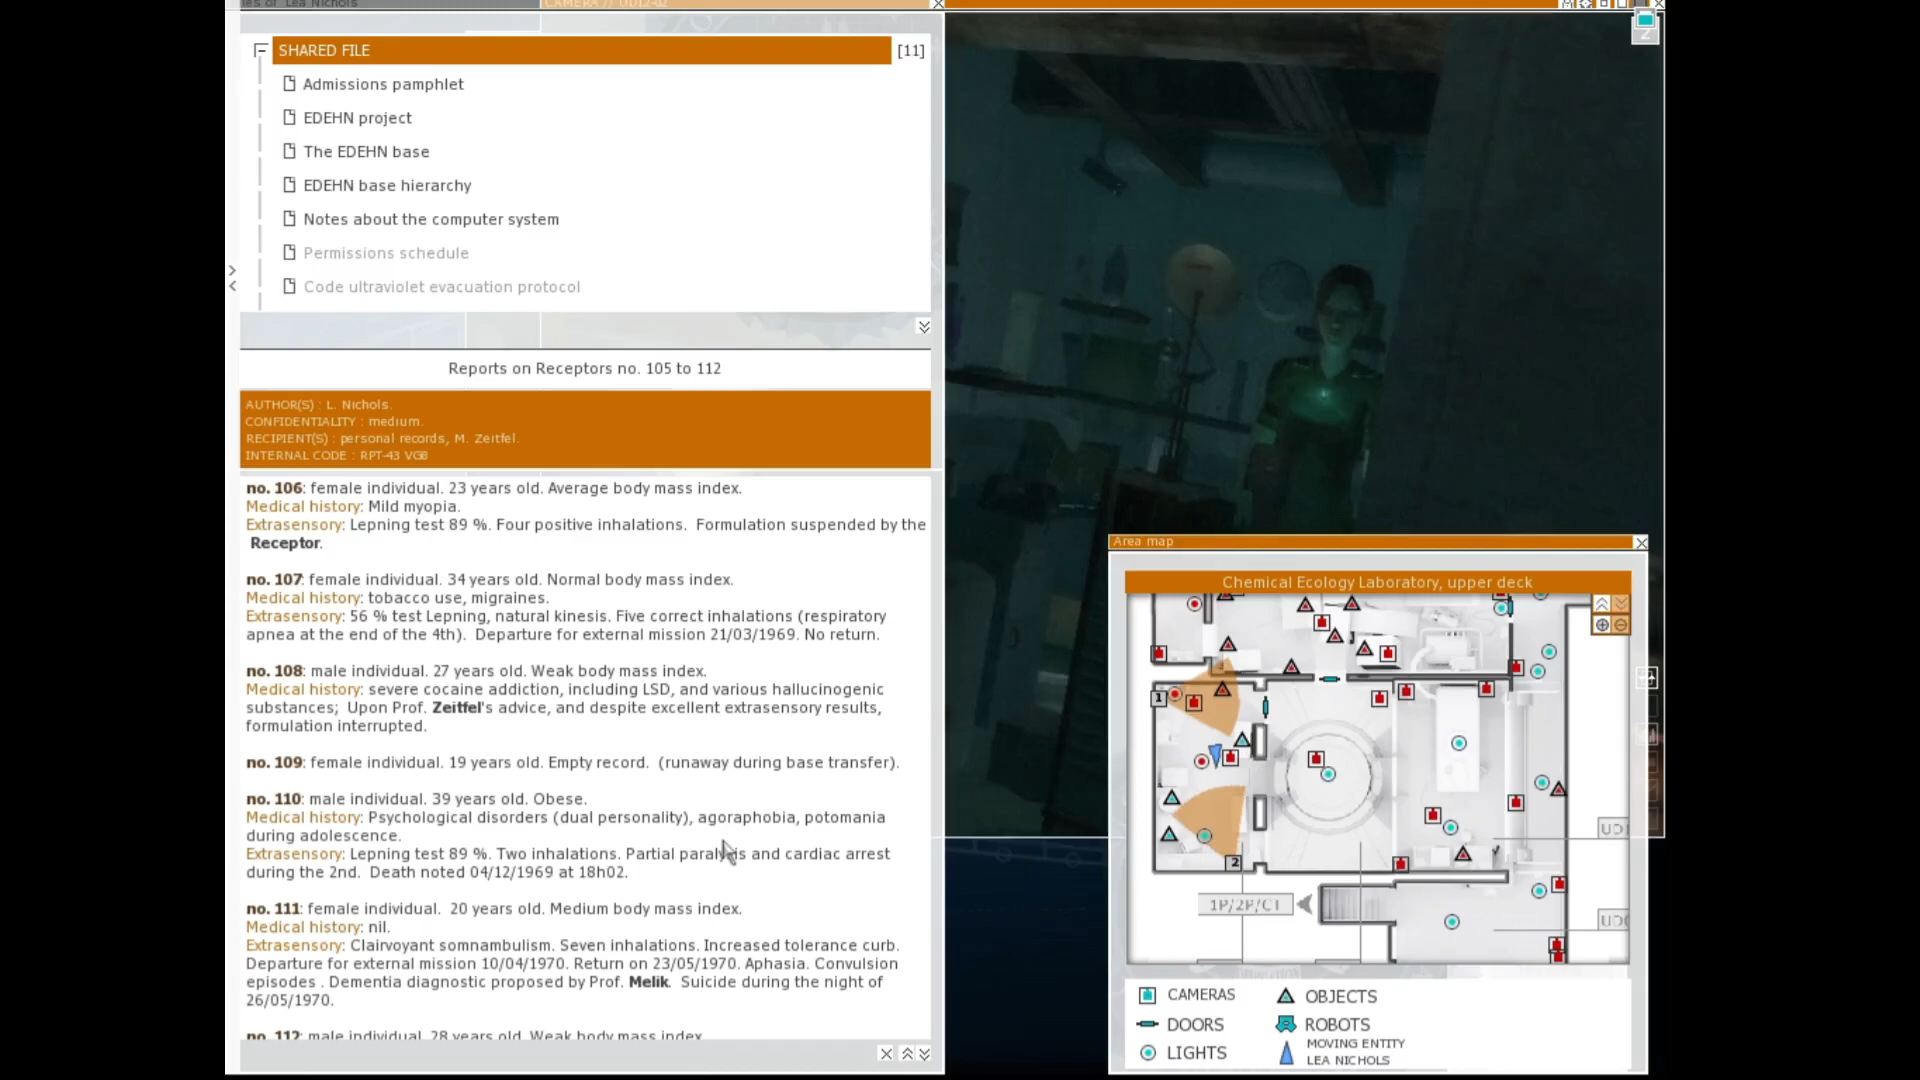 les of Lea Nichols
CAMERA // UD12-02
SHARED FILE
[11]
Admissions pamphlet
EDEHN project
The EDEHN base
EDEHN base hierarchy
Notes about the computer system
Permissions schedule
Code ultraviolet evacuation protocol
Reports on Receptors no. 105 to 112
AUTHOR(S) : L. Nichols.
CONFIDENTIALITY : medium.
RECIPIENT(S) : personal records, M. Zeitfel.
INTERNAL CODE : RPT-43 VG8
no. 106: female individual. 23 years old. Average body mass index.
Medical history: Mild myopia.
Extrasensory: Lepning test 89 %. Four positive inhalations. Formulation suspended by the
Receptor.
no. 107: female individual. 34 years old. Normal body mass index.
Medical history: tobacco use, migraines.
Extrasensory: 56 % test Lepning, natural kinesis. Five correct inhalations (respiratory
apnea at the end of the 4th). Departure for external mission 21/03/1969. No return.
no. 108: male individual. 27 years old. Weak body mass index.
Medical history: severe cocaine addiction, including LSD, and various hallucinogenic
substances; Upon Prof. Zeitfel's advice, and despite excellent extrasensory results,
formulation interrupted.
no. 109: female individual. 19 years old. Empty record. (runaway during base transfer).
no. 110: male individual. 39 years old. Obese.
Medical history: Psychological disorders (dual personality), agoraphobia, potomania
during adolescence.
Extrasensory: Lepning test 89 %. Two inhalations. Partial paralysis and cardiac arrest
during the 2nd. Death noted 04/12/1969 at 18h02.
no. 111: female individual. 20 years old. Medium body mass index.
Medical history: nil.
Extrasensory: Clairvoyant somnambulism. Seven inhalations. Increased tolerance curb.
Departure for external mission 10/04/1970. Return on 23/05/1970. Aphasia. Convulsion
episodes . Dementia diagnostic proposed by Prof. Melik. Suicide during the night of
26/05/1970.
no. 112: male individual. 28 years old. Weak body mass index.
Z
Area map
Chemical Ecology Laboratory, upper deck
1
2
1P/2P/CT
UD
UD
CAMERAS
OBJECTS
DOORS
ROBOTS
LIGHTS
MOVING ENTITY
LEA NICHOLS